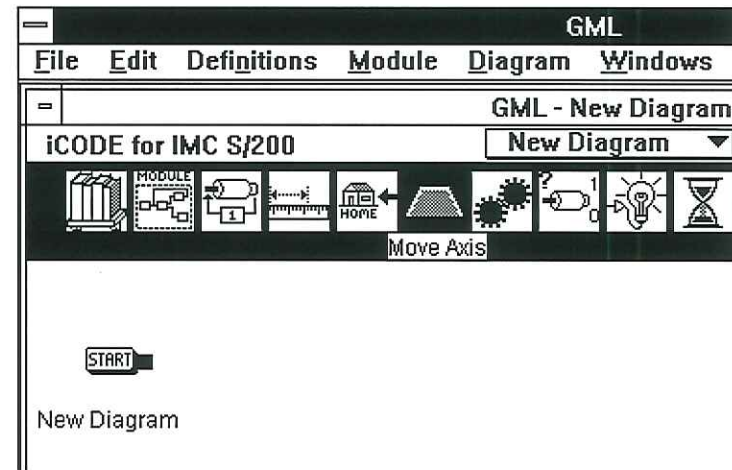 GML
File Edit Definitions Module Diagram Windows
GML - New Diagram
iCODE for IMC S/200 New Diagram
MODULE
1
HOME
? 1
0
Move Axis
START
New Diagram